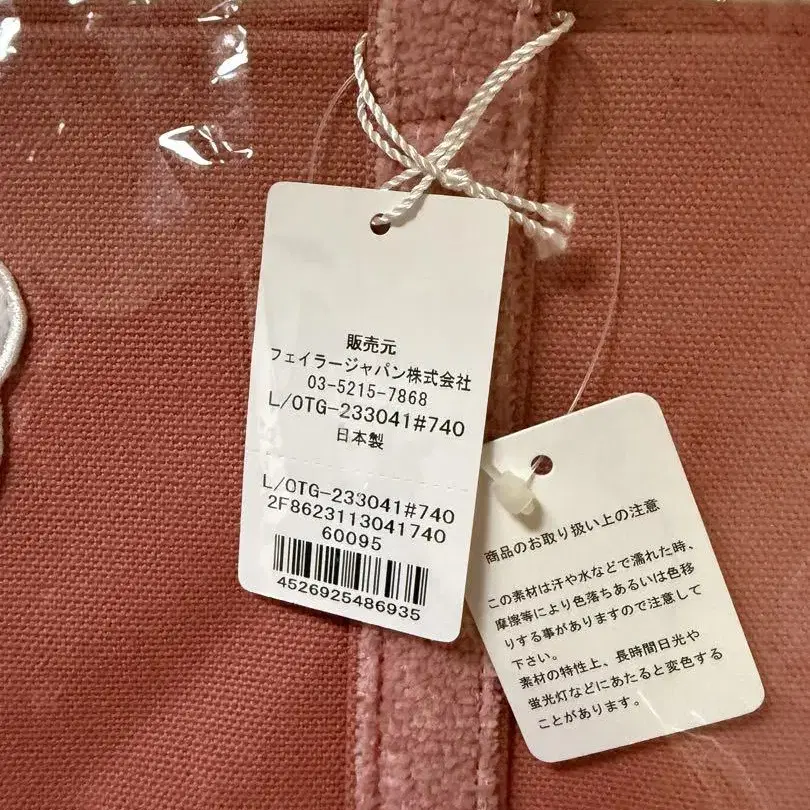 販売元
フェイラージャパン株式会社
03-5215-7868
L/OTG-233041#740
日本製
L/OTG-233041#740
2F8623113041740
60095
4526925486935
商品のお取り扱い上の注意
この素材は汗や水などで濡れた時、
摩擦等により色落ちあるいは色移
りする事がありますので注意して
下さい。
素材の特性上、長時間日光や
蛍光灯などにあたると変色する
ことがあります。